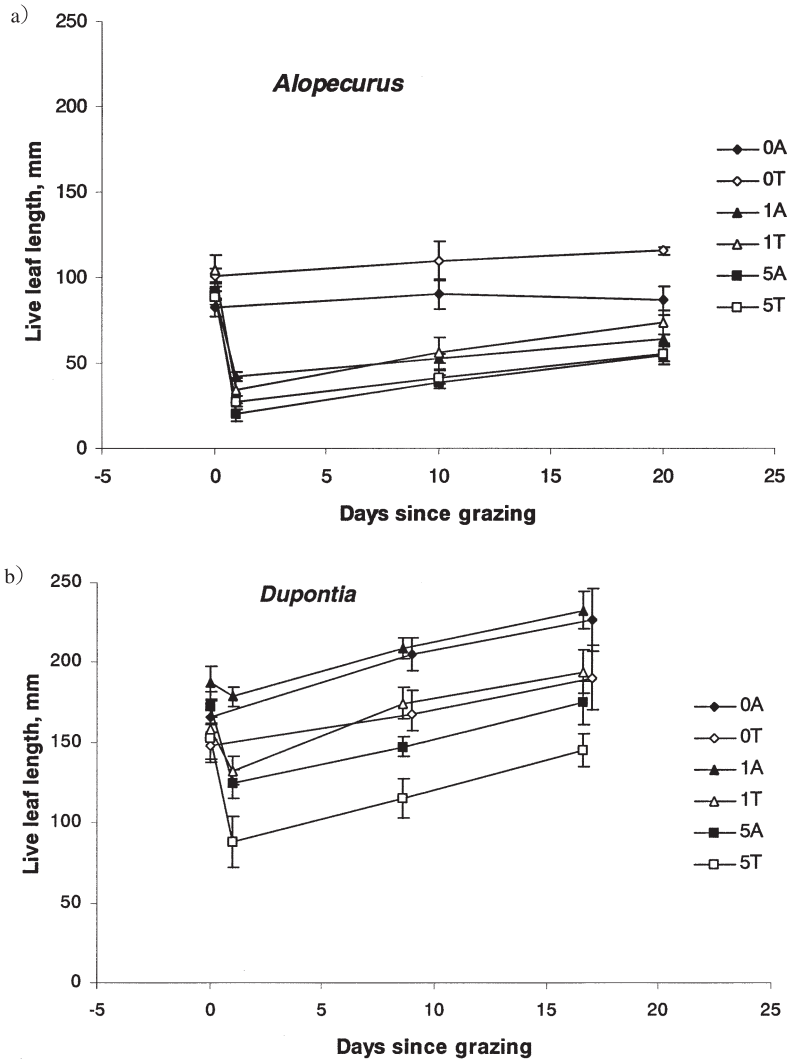 a)
250
200
150
100
50
0
Live leaf length, mm
Alopecurus
0A
0T
1A
1T
5A
5T
-5 0 5 10 15 20 25
Days since grazing
b)
250
200
150
100
50
0
Live leaf length, mm
Dupontia
0A
0T
1A
1T
5A
5T
-5 0 5 10 15 20 25
Days since grazing